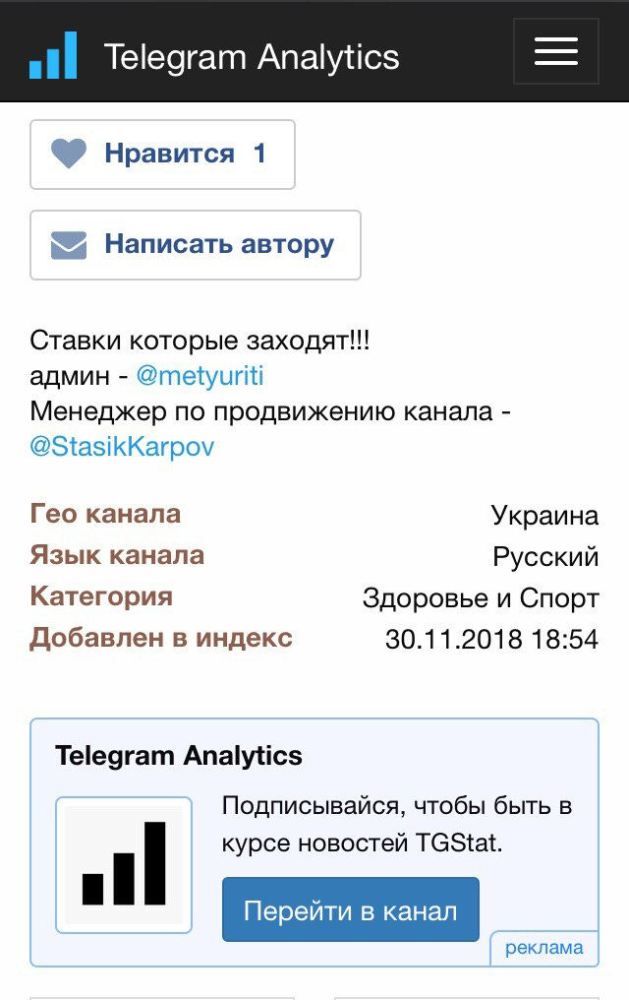 Telegram Analytics
Нравится 1
Написать автору
Ставки которые заходят!!!
админ - @metyuriti
Менеджер по продвижению канала -
@StasikKarpov
Гео канала Украина
Язык канала Русский
Категория Здоровье и Спорт
Добавлен в индекс 30.11.2018 18:54
Telegram Analytics
Подписывайся, чтобы быть в
курсе новостей TGStat.
Перейти в канал
реклама